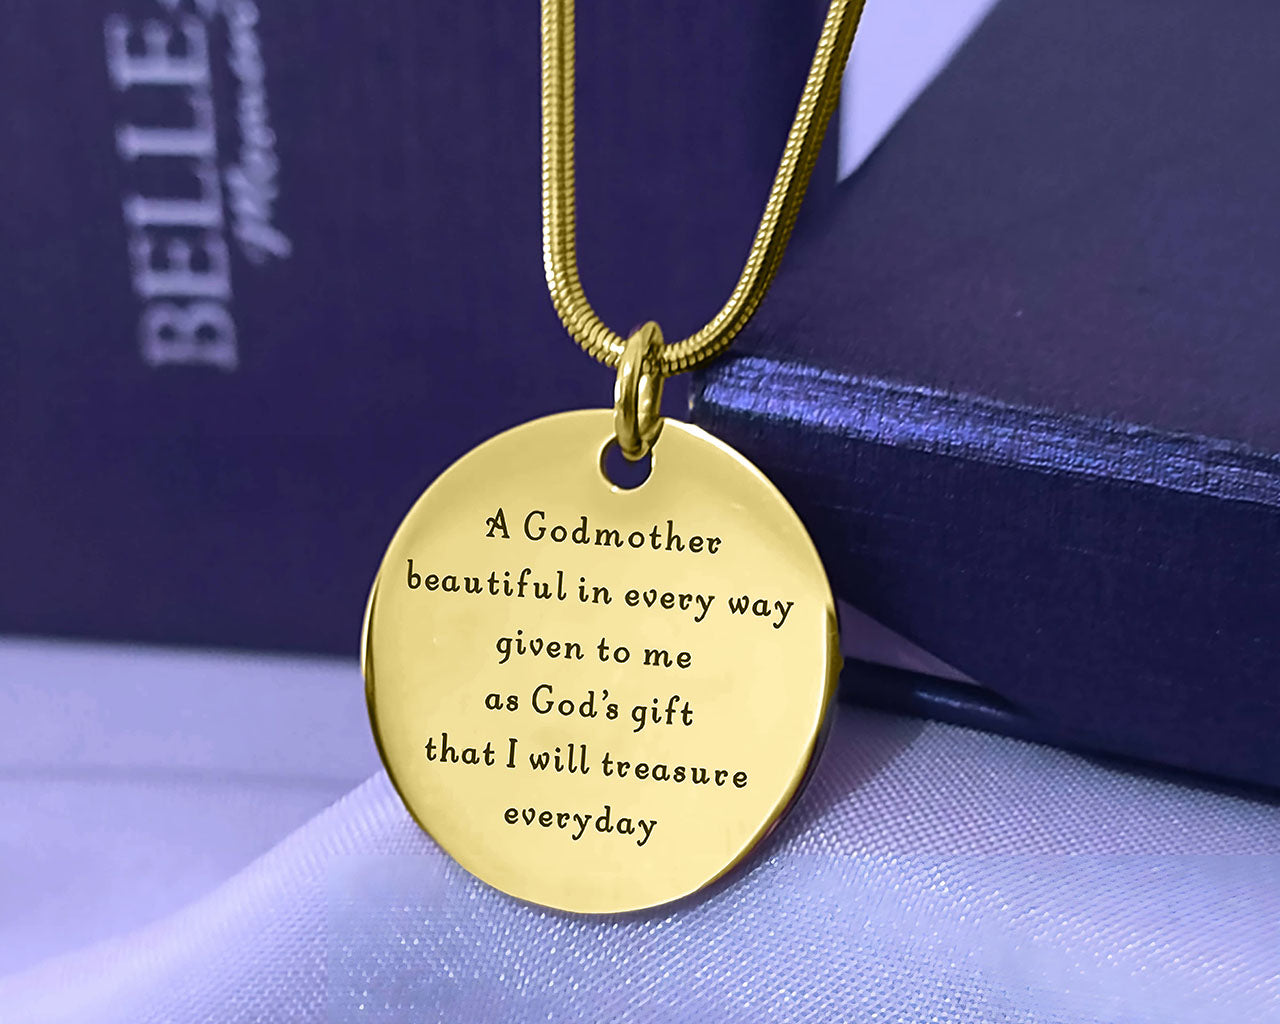 A Godmother
beautiful in every way
given to me
as God's gift
that I will treasure
everyday
BELLE